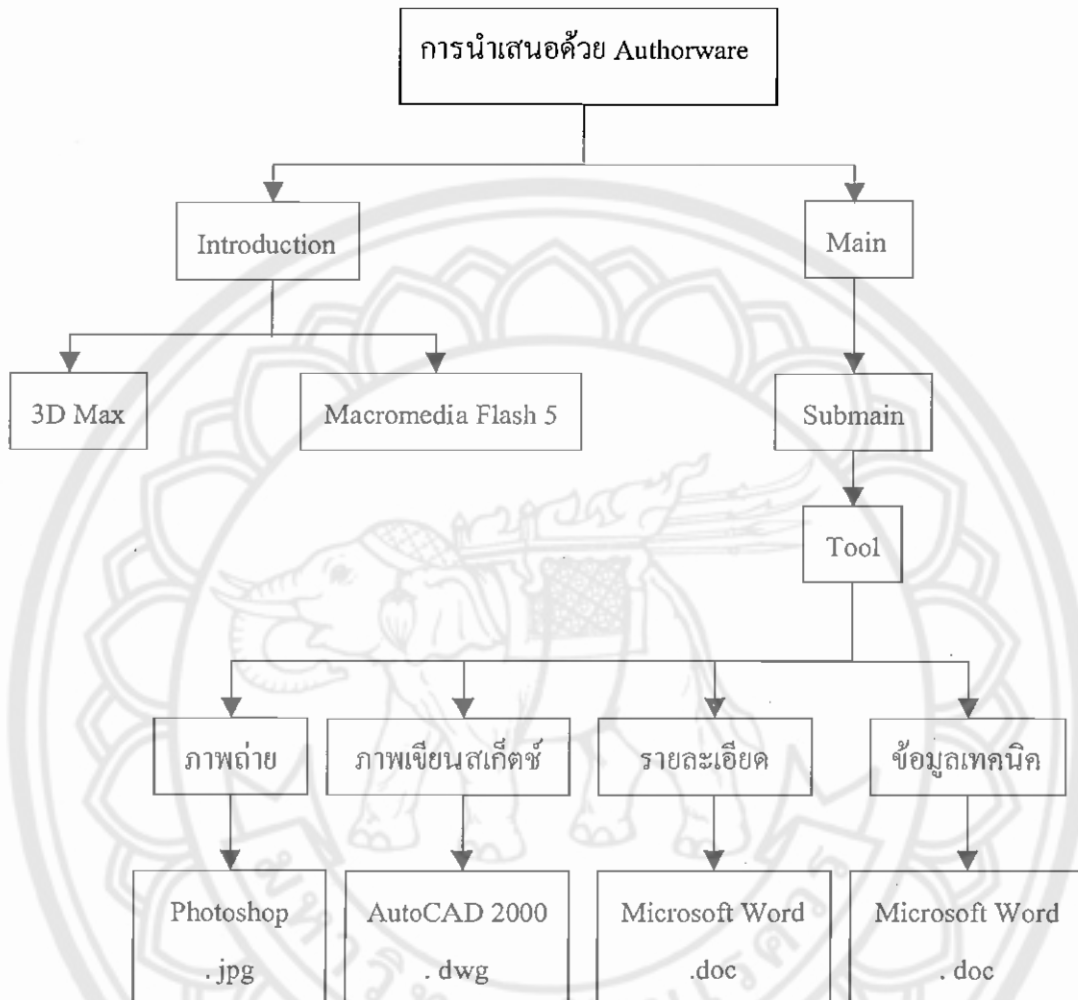 การนำเสนอด้วย Authorware
Introduction
Main
3D Max
Macromedia Flash 5
Submain
Tool
ภาพถ่าย
ภาพเขียนสเก็ตช์
รายละเอียด
ข้อมูลเทคนิค
Photoshop
.jpg
AutoCAD 2000
. dwg
Microsoft Word
.doc
Microsoft Word
. doc